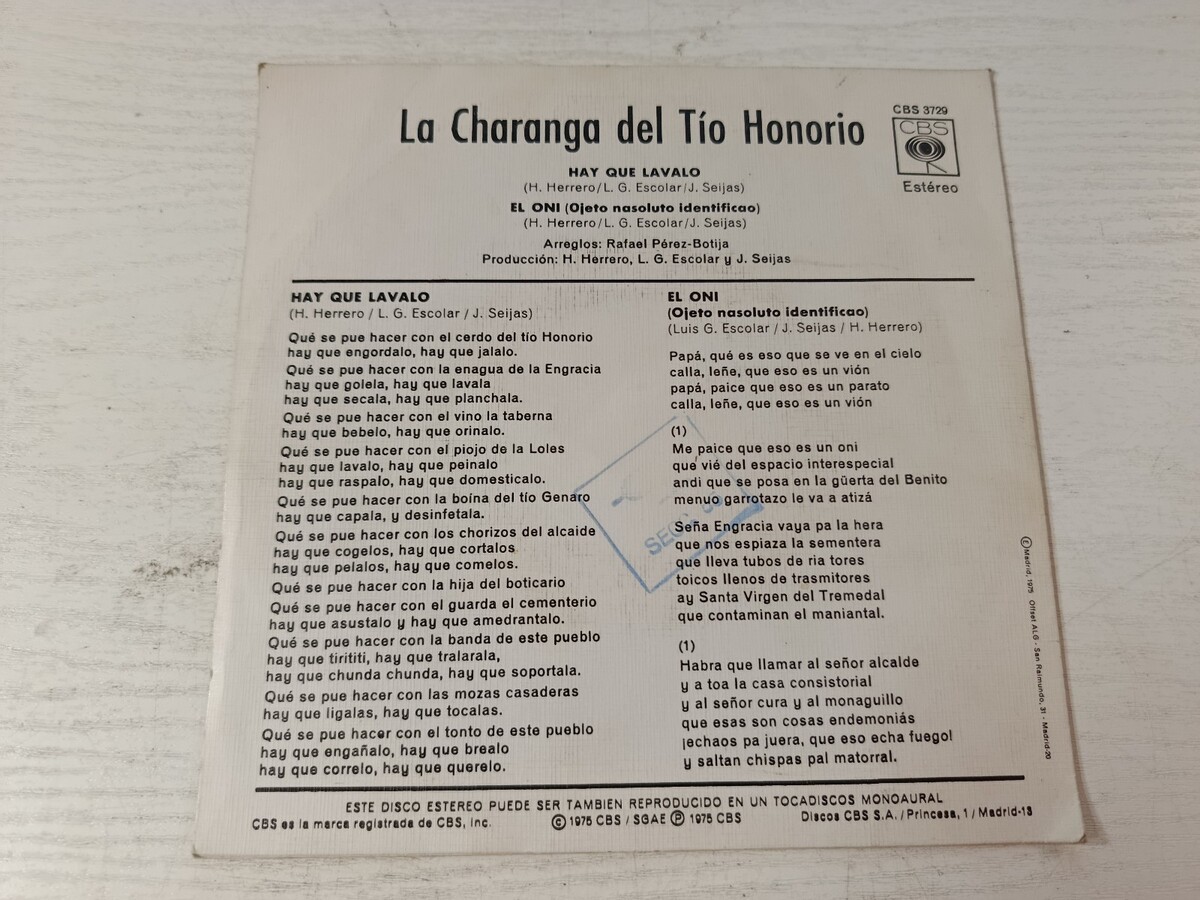 La Charanga del Tío Honorio
CBS 3729
CBS
Estéreo
HAY QUE LAVALO
(H. Herrero/L. G. Escolar/J. Seijas)
EL ONI (Ojeto nasoluto identificao)
(H. Herrero/L. G. Escolar/J. Seijas)
Arreglos: Rafael Pérez-Botija
Producción: H. Herrero, L. G. Escolar y J. Seijas
HAY QUE LAVALO
(H. Herrero / L. G. Escolar / J. Seijas)
Qué se pue hacer con el cerdo del tío Honorio
hay que engordalo, hay que jalalo.
Qué se pue hacer con la enagua de la Engracia
hay que golela, hay que lavala
hay que secala, hay que planchala.
Qué se pue hacer con el vino la taberna
hay que bebelo, hay que orinalo.
Qué se pue hacer con el piojo de la Loles
hay que lavalo, hay que peinalo
hay que raspalo, hay que domesticalo.
Qué se pue hacer con la boína del tío Genaro
hay que capala, y desinfetala.
Qué se pue hacer con los chorizos del alcaide
hay que cogelos, hay que cortalos
hay que pelalos, hay que comelos.
Qué se pue hacer con la hija del boticario
Qué se pue hacer con el guarda el cementerio
hay que asustalo y hay que amedrantalo.
Qué se pue hacer con la banda de este pueblo
hay que tirititi, hay que tralarala,
hay que chunda chunda, hay que soportala.
Qué se pue hacer con las mozas casaderas
hay que ligalas, hay que tocalas.
Qué se pue hacer con el tonto de este pueblo
hay que engañalo, hay que brealo
hay que correlo, hay que querelo.
EL ONI
(Ojeto nasoluto identificao)
(Luis G. Escolar / J. Seijas / H. Herrero)
Papá, qué es eso que se ve en el cielo
calla, leñe, que eso es un vión
papá, paice que eso es un parato
calla, leñe, que eso es un vión
(1)
Me paice que eso es un oni
que vié del espacio interespecial
andi que se posa en la güerta del Benito
menuo garrotazo le va a atizá
Seña Engracia vaya pa la hera
que nos espiaza la sementera
que lleva tubos de ria tores
toicos llenos de trasmitores
ay Santa Virgen del Tremedal
que contaminan el maniantal.
(1)
Habra que llamar al señor alcalde
y a toa la casa consistorial
y al señor cura y al monaguillo
que esas son cosas endemoniás
¡echaos pa juera, que eso echa fuego!
y saltan chispas pal matorral.
Ⓔ Madrid, 1975 Offset ALG - San Raimundo, 31 - Madrid-20
ESTE DISCO ESTEREO PUEDE SER TAMBIEN REPRODUCIDO EN UN TOCADISCOS MONOAURAL
CBS es la marca registrada de CBS, Inc.
Ⓒ 1975 CBS / SGAE Ⓟ 1975 CBS
Discos CBS S.A. / Princesa, 1 / Madrid-13